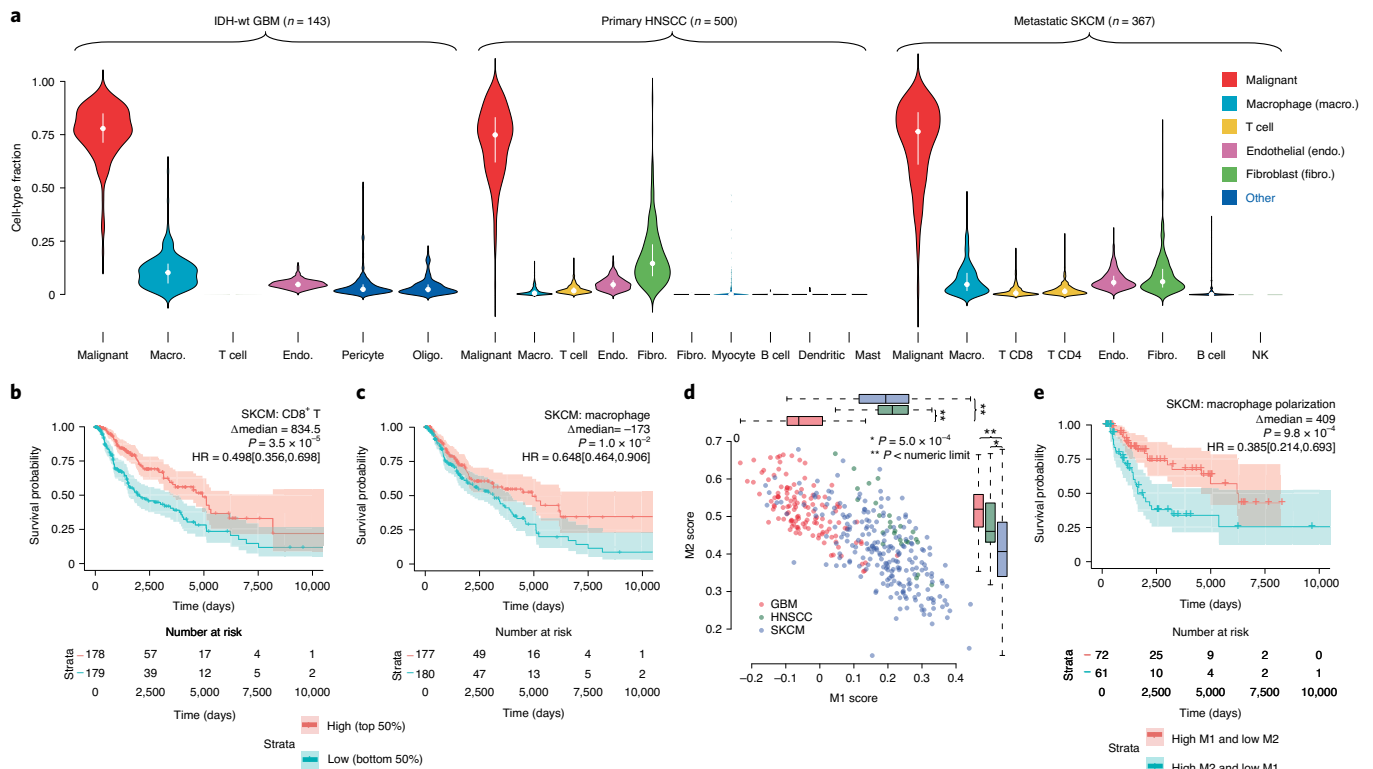 a
IDH-wt GBM (n = 143)
Primary HNSCC (n = 500)
Metastatic SKCM (n = 367)
Cell-type fraction
1.00
0.75
0.50
0.25
0
Malignant
Macrophage (macro.)
T cell
Endothelial (endo.)
Fibroblast (fibro.)
Other
Malignant Macro. T cell Endo. Pericyte Oligo. Malignant Macro. T cell Endo. Fibro. Fibro. Myocyte B cell Dendritic Mast Malignant Macro. T CD8 T CD4 Endo. Fibro. B cell NK
b
SKCM: CD8+ T
Δmedian = 834.5
P = 3.5 × 10−5
HR = 0.498[0.356,0.698]
Survival probability
1.00
0.75
0.50
0.25
0
0 2,500 5,000 7,500 10,000
Time (days)
Number at risk
Strata
178 57 17 4 1
179 39 12 5 2
0 2,500 5,000 7,500 10,000
Time (days)
c
SKCM: macrophage
Δmedian= −173
P = 1.0 × 10−2
HR = 0.648[0.464,0.906]
Survival probability
1.00
0.75
0.50
0.25
0
0 2,500 5,000 7,500 10,000
Time (days)
Number at risk
Strata
177 49 16 4 1
180 47 13 5 2
0 2,500 5,000 7,500 10,000
Time (days)
Strata
High (top 50%)
Low (bottom 50%)
d
**
**
0
* P = 5.0 × 10−4
** P < numeric limit
**
*
M2 score
0.7
0.6
0.5
0.4
0.3
0.2
GBM
HNSCC
SKCM
−0.2 −0.1 0 0.1 0.2 0.3 0.4
M1 score
e
SKCM: macrophage polarization
Δmedian = 409
P = 9.8 × 10−4
HR = 0.385[0.214,0.693]
Survival probability
1.00
0.75
0.50
0.25
0
0 2,500 5,000 7,500 10,000
Time (days)
Number at risk
Strata
72 25 9 2 0
61 10 4 2 1
0 2,500 5,000 7,500 10,000
Time (days)
Strata
High M1 and low M2
High M2 and low M1